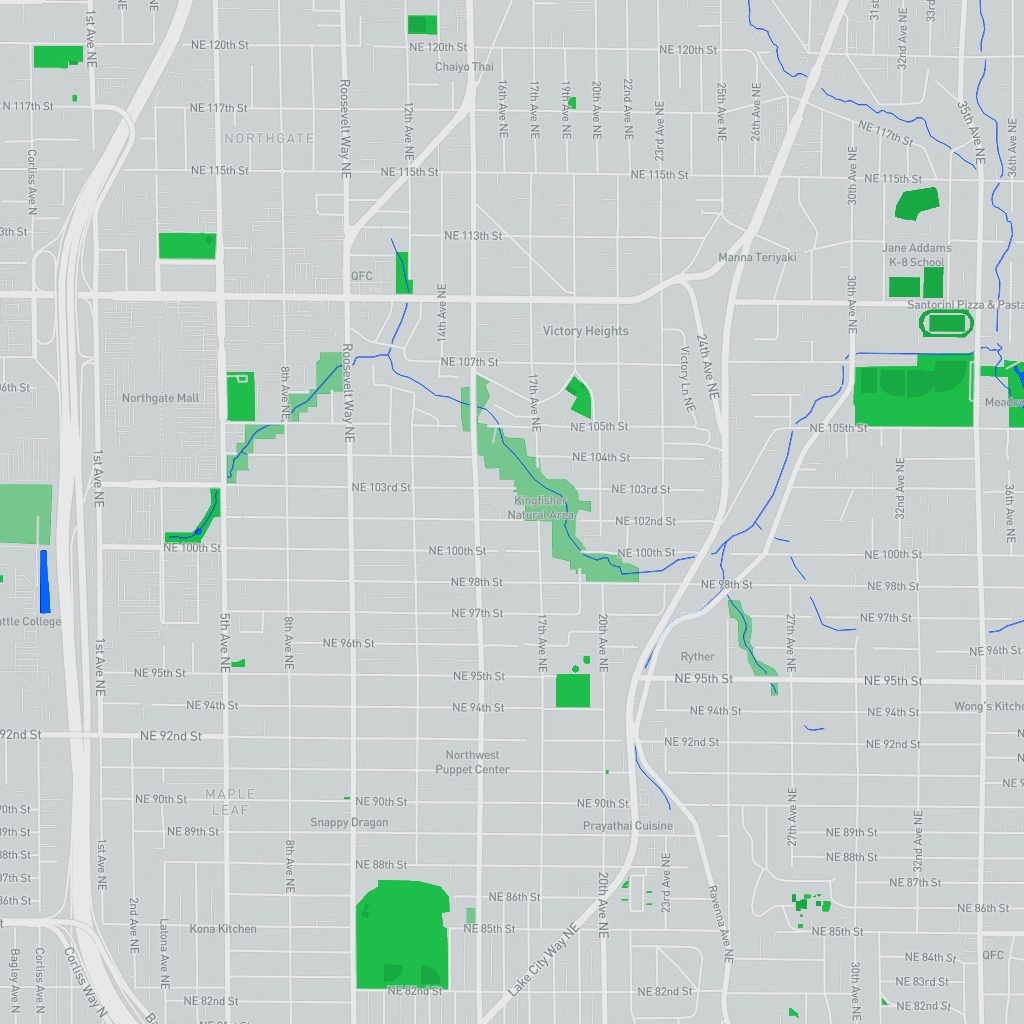 1st Ave NE
NE 120th St
NE 120th St
NE 120th St
Chaiyo Thai
32nd Ave NE
N 117th St
NE 117th St
Roosevelt Way NE
12th Ave NE
16th Ave NE
17th Ave NE
19th Ave NE
20th Ave NE
22nd Ave NE
23rd Ave NE
25th Ave NE
26th Ave NE
NE 117th St
35th Ave NE
36th Ave NE
NORTHGATE
Corliss Ave N
NE 115th St
NE 115th St
NE 115th St
30th Ave NE
NE 115th St
NE 113th St
Jane Addams
K-8 School
Manna Teriyaki
QFC
14th Ave NE
30th Ave NE
Santorini Pizza & Pasta
Victory Heights
24th Ave NE
Roosevelt Way NE
NE 107th St
Victory Ln NE
8th Ave NE
17th Ave NE
Northgate Mall
NE 105th St
NE 105th St
1st Ave NE
NE 104th St
NE 103rd St
NE 103rd St
32nd Ave NE
36th Ave NE
Kingfisher
Natural Area
NE 102nd St
NE 100th St
NE 100th St
NE 100th St
NE 100th St
NE 98th St
NE 98th St
NE 98th St
NE 97th St
NE 97th St
5th Ave NE
8th Ave NE
17th Ave NE
20th Ave NE
27th Ave NE
1st Ave NE
NE 96th St
NE 96th St
Ryther
NE 95th St
NE 95th St
NE 95th St
NE 95th St
NE 94th St
NE 94th St
NE 94th St
NE 94th St
NE 92nd St
NE 92nd St
NE 92nd St
Northwest
Puppet Center
MAPLE
LEAF
NE 90th St
NE 90th St
NE 90th St
27th Ave NE
32nd Ave NE
Snappy Dragon
Prayathai Cuisine
NE 89th St
NE 89th St
1st Ave NE
8th Ave NE
NE 88th St
NE 88th St
23rd Ave NE
NE 87th St
20th Ave NE
NE 86th St
NE 86th St
2nd Ave NE
Latona Ave NE
Kona Kitchen
NE 85th St
NE 85th St
Ravenna Ave NE
Lake City Way NE
Bagley Ave N
Corliss Ave N
Corliss Way N
NE 84th St
QFC
30th Ave NE
NE 83rd St
NE 82nd St
NE 82nd St
NE 82nd St
NE 82nd St